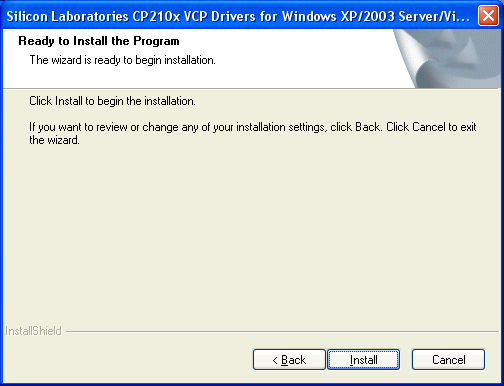 Silicon Laboratories CP210x VCP Drivers for Windows XP/2003 Server/Vi...
Ready to Install the Program
The wizard is ready to begin installation.
Click Install to begin the installation.
If you want to review or change any of your installation settings, click Back. Click Cancel to exit
the wizard.
InstallShield
< Back
Install
Cancel